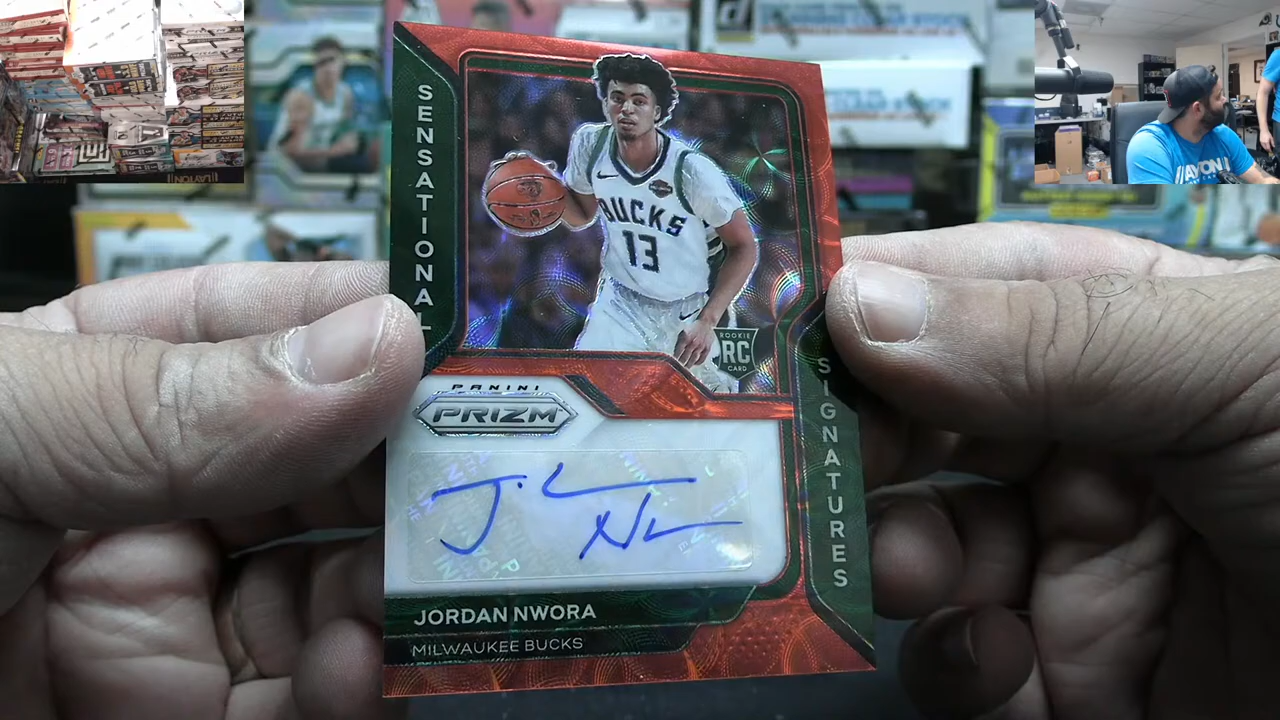 SENSATIONAL
BUCKS
13
ROOKIE
RC
CARD
PANINI
PRIZM
SIGNATURES
JORDAN NWORA
MILWAUKEE BUCKS